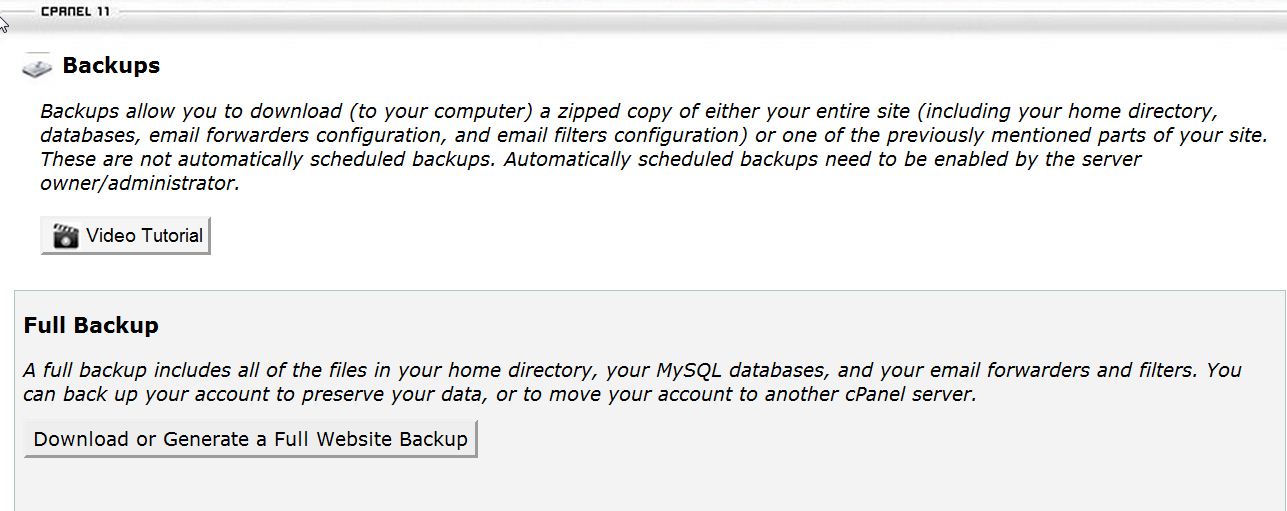 CPANEL 11
Backups
Backups allow you to download (to your computer) a zipped copy of either your entire site (including your home directory,
databases, email forwarders configuration, and email filters configuration) or one of the previously mentioned parts of your site.
These are not automatically scheduled backups. Automatically scheduled backups need to be enabled by the server
owner/administrator.
Video Tutorial
Full Backup
A full backup includes all of the files in your home directory, your MySQL databases, and your email forwarders and filters. You
can back up your account to preserve your data, or to move your account to another cPanel server.
Download or Generate a Full Website Backup